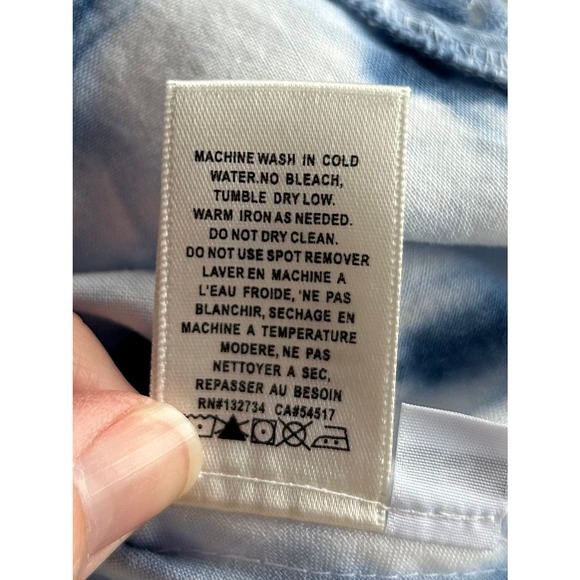 MACHINE WASH IN COLD
WATER.NO BLEACH,
TUMBLE DRY LOW.
WARM IRON AS NEEDED.
DO NOT DRY CLEAN.
DO NOT USE SPOT REMOVER
LAVER EN MACHINE A
L'EAU FROIDE, 'NE PAS
BLANCHIR, SECHAGE EN
MACHINE A TEMPERATURE
MODERE, NE PAS
NETTOYER A SEC,
REPASSER AU BESOIN
RN#132734 CA#54517